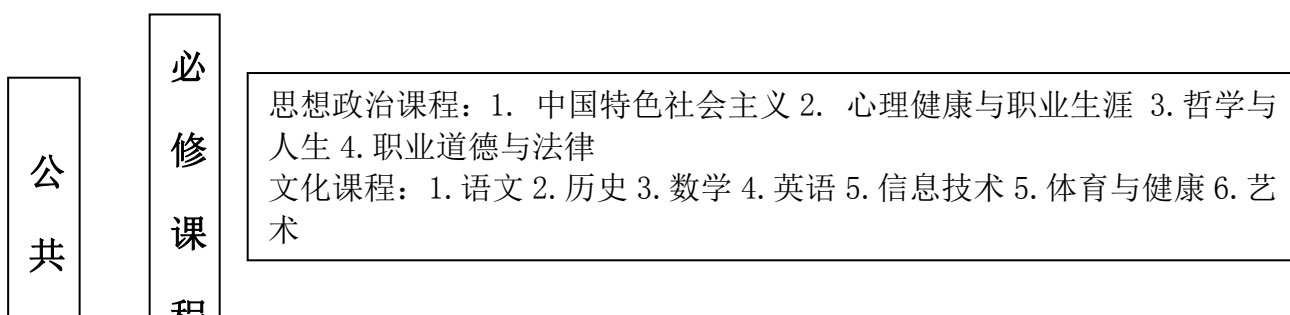 公共
必修课程
思想政治课程：1. 中国特色社会主义 2. 心理健康与职业生涯 3.哲学与
人生 4.职业道德与法律
文化课程：1.语文 2.历史 3.数学 4.英语 5.信息技术 5.体育与健康 6.艺
术